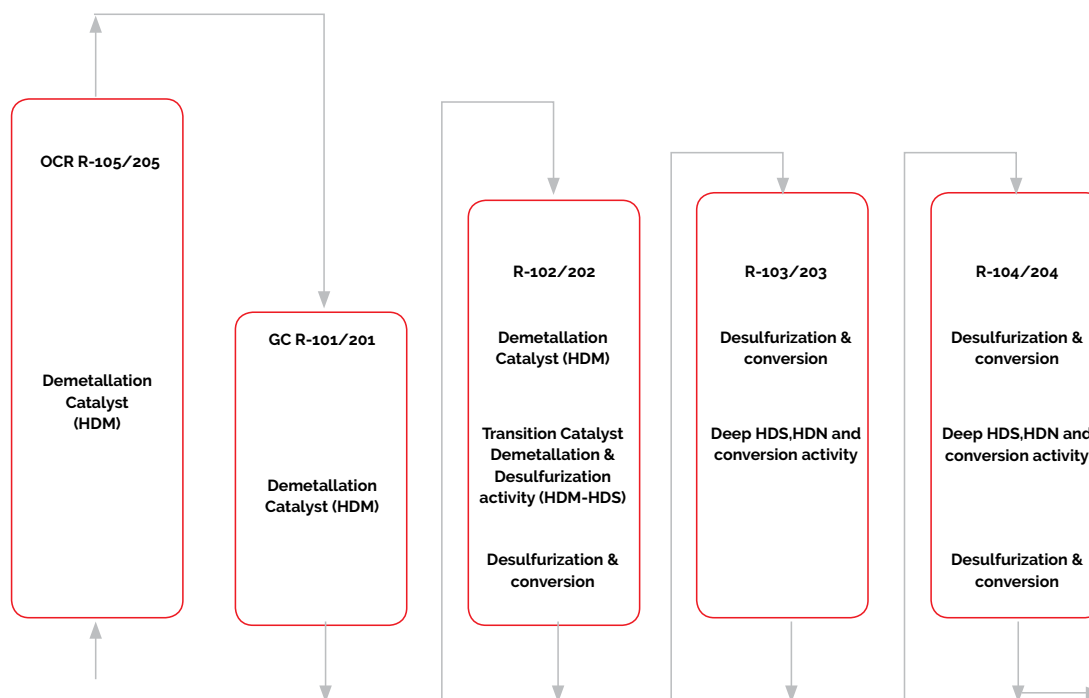 OCR R-105/205
Demetallation
Catalyst
(HDM)
GC R-101/201
Demetallation
Catalyst (HDM)
R-102/202
Demetallation
Catalyst (HDM)
Transition Catalyst
Demetallation &
Desulfurization
activity (HDM-HDS)
Desulfurization &
conversion
R-103/203
Desulfurization &
conversion
Deep HDS,HDN and
conversion activity
R-104/204
Desulfurization &
conversion
Deep HDS,HDN and
conversion activity
Desulfurization &
conversion